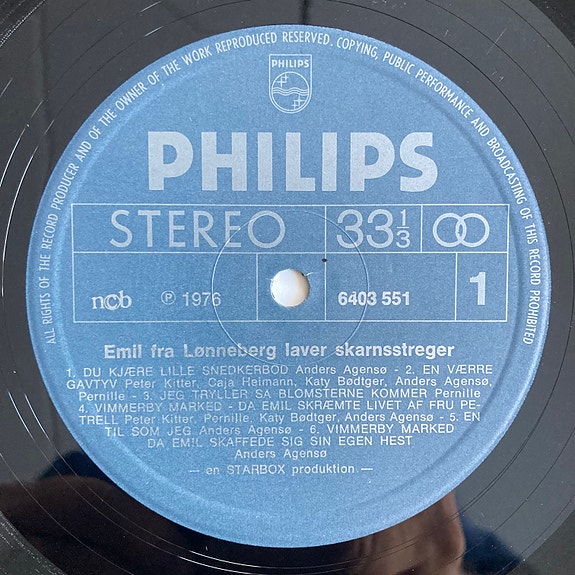 ALL RIGHTS OF THE RECORD PRODUCER AND OF THE OWNER OF THE WORK REPRODUCED RESERVED. COPYING, PUBLIC PERFORMANCE AND BROADCASTING OF THIS RECORD PROHIBITED
PHILIPS
PHILIPS
STEREO 33 1/3
ncb Ⓟ 1976 6403 551 1
Emil fra Lønneberg laver skarnsstreger
1. DU KJÆRE LILLE SNEDKERBOD Anders Agensø - 2. EN VÆRRE
GAVTYV Peter Kitter, Caja Heimann, Katy Bødtger, Anders Agensø,
Pernille - 3. JEG TRYLLER SA BLOMSTERNE KOMMER Pernille
4. VIMMERBY MARKED - DA EMIL SKRÆMTE LIVET AF FRU PE-
TRELL Peter Kitter, Pernille, Katy Bødtger, Anders Agensø - 5. EN
TIL SOM JEG Anders Agensø - 6. VIMMERBY MARKED
DA EMIL SKAFFEDE SIG SIN EGEN HEST
Anders Agensø
— en STARBOX produktion —